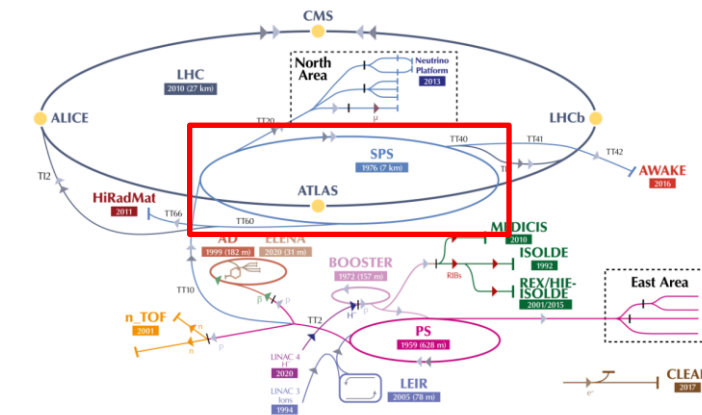 CMS
North
Area
Neutrino
Platform
2013
LHC
2010 (27 km)
μ
ALICE
LHCb
TT20
TT40
TT41
TT42
SPS
1976 (7 km)
TI2
AWAKE
2016
HiRadMat
2011
TT66
ATLAS
TT60
MEDICIS
2010
AD
1999 (182 m)
ELENA
2020 (31 m)
ISOLDE
1992
BOOSTER
1972 (157 m)
RIBs
REX/HIE-
ISOLDE
2001/2015
East Area
TT10
p
p
TT2
H-
p
n_TOF
2001
n
n
p
PS
1959 (628 m)
LINAC 4
H-
2020
LINAC 3
Ions
1994
LEIR
2005 (78 m)
CLEAR
2017
e-